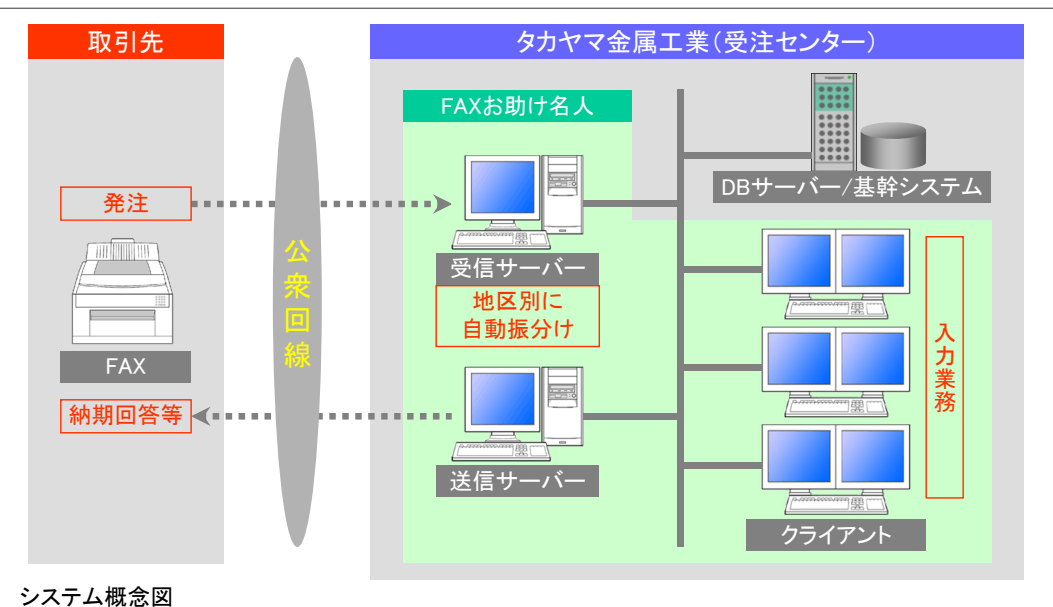 取引先
タカヤマ金属工業(受注センター)
FAXお助け名人
発注
FAX
納期回答等
公衆回線
受信サーバー
地区別に
自動振分け
送信サーバー
DBサーバー/基幹システム
入力業務
クライアント
システム概念図